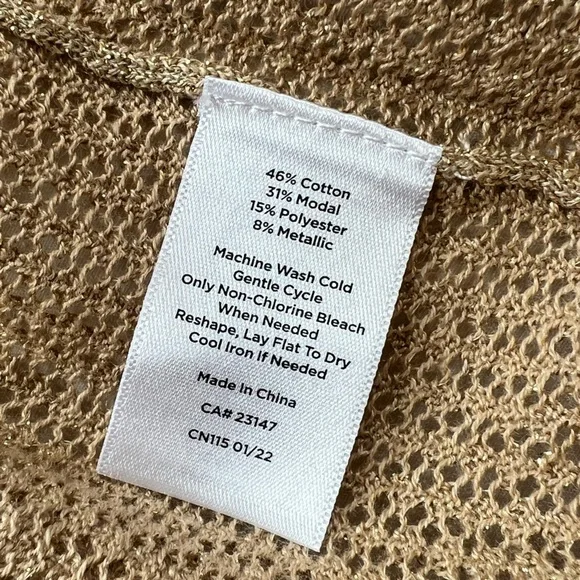 46% Cotton
31% Modal
15% Polyester
8% Metallic
Machine Wash Cold
Gentle Cycle
Only Non-Chlorine Bleach
When Needed
Reshape, Lay Flat To Dry
Cool Iron If Needed
Made In China
CA# 23147
CN115 01/22